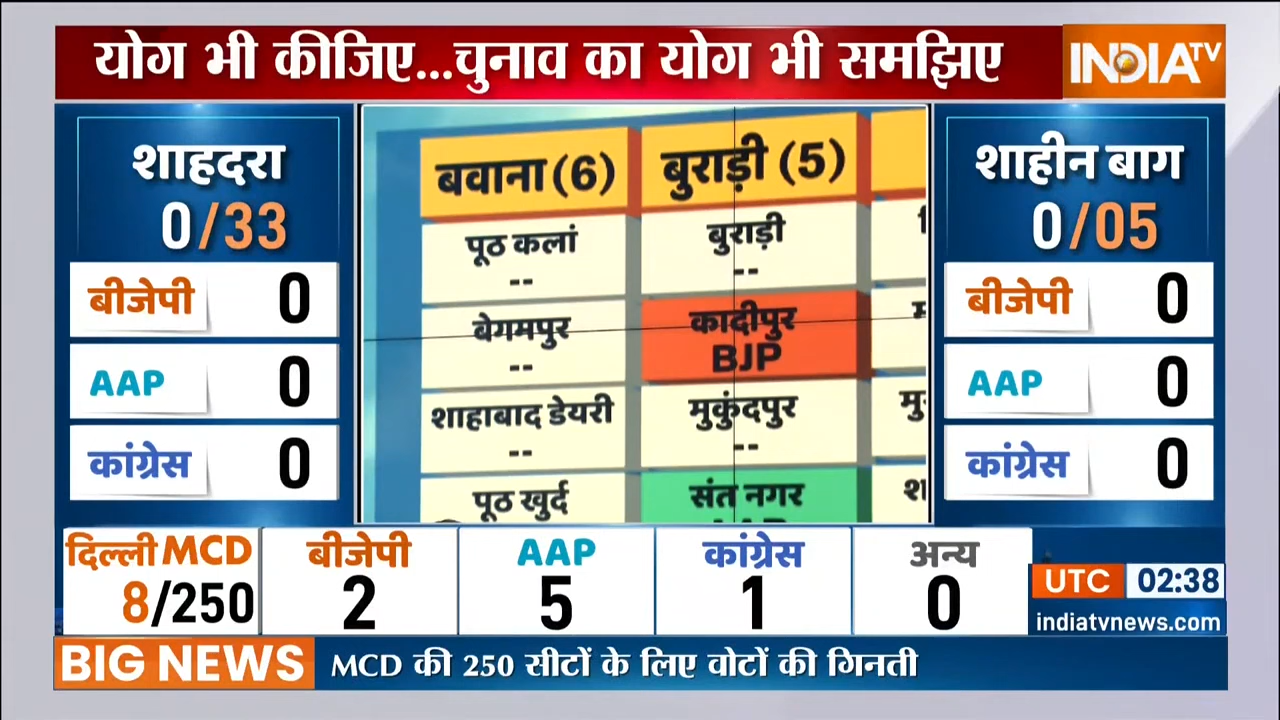 योग भी कीजिए...चुनाव का योग भी समझिए
INDIA TV
शाहदरा
0/33
बीजेपी 0
AAP 0
कांग्रेस 0
बवाना (6)
पूठ कलां
--
बेगमपुर
--
शाहाबाद डेयरी
--
पूठ खुर्द
बुराड़ी (5)
बुराड़ी
--
कादीपुर
BJP
मुकुंदपुर
--
संत नगर
शाहीन बाग
0/05
बीजेपी 0
AAP 0
कांग्रेस 0
दिल्ली MCD
8/250
बीजेपी
2
AAP
5
कांग्रेस
1
अन्य
0
UTC 02:38
indiatvnews.com
BIG NEWS
MCD की 250 सीटों के लिए वोटों की गिनती